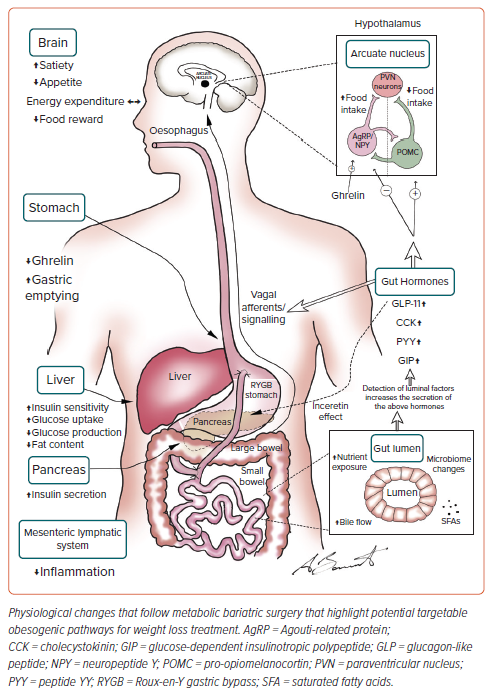 Brain
⬆Satiety
⬇Appetite
Energy expenditure ⬌
⬇Food reward
ARCUATE
NUCLEUS
Oesophagus
Hypothalamus
Arcuate nucleus
PVN
neurons
⬆Food
intake
⬇Food
intake
AgRP/
NPY
POMC
+
Ghrelin
−
+
Stomach
⬇Ghrelin
⬆Gastric
emptying
Vagal
afferents/
signalling
Gut Hormones
GLP-11⬆
CCK⬆
PYY⬆
GIP⬆
Detection of luminal factors
increases the secretion of
the above hormones
Liver
⬆Insulin sensitivity
⬆Glucose uptake
⬇Glucose production
⬇Fat content
Liver
RYGB
stomach
Pancreas
Inceretin
effect
Large bowel
Small
bowel
Pancreas
⬆Insulin secretion
Gut lumen
⬆Nutrient
exposure
Microbiome
changes
Lumen
⬆Bile flow
SFAs
Mesenteric lymphatic
system
⬇Inflammation
Physiological changes that follow metabolic bariatric surgery that highlight potential targetable
obesogenic pathways for weight loss treatment. AgRP = Agouti-related protein;
CCK = cholecystokinin; GIP = glucose-dependent insulinotropic polypeptide; GLP = glucagon-like
peptide; NPY = neuropeptide Y; POMC = pro-opiomelanocortin; PVN = paraventricular nucleus;
PYY = peptide YY; RYGB = Roux-en-Y gastric bypass; SFA = saturated fatty acids.